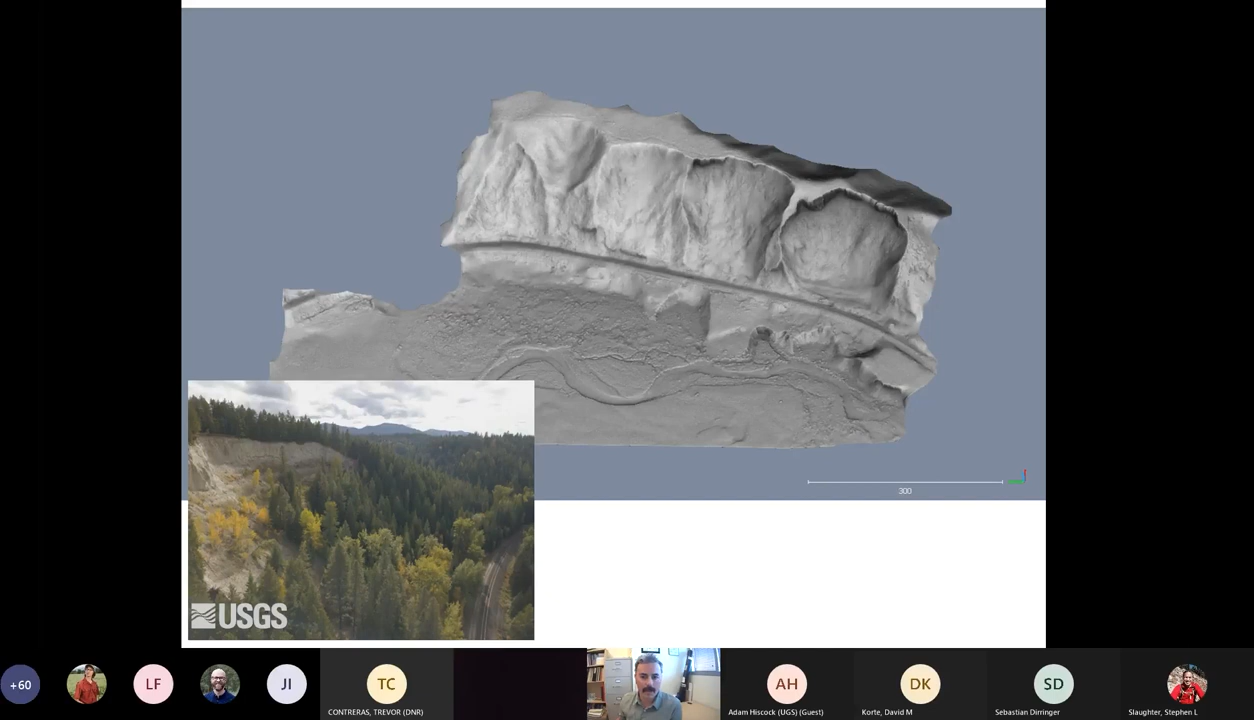 300
USGS
+60
LF
JI
TC
CONTRERAS, TREVOR (DNR)
AH
Adam Hiscock (UGS) (Guest)
DK
Korte, David M
SD
Sebastian Dirringer
Slaughter, Stephen L